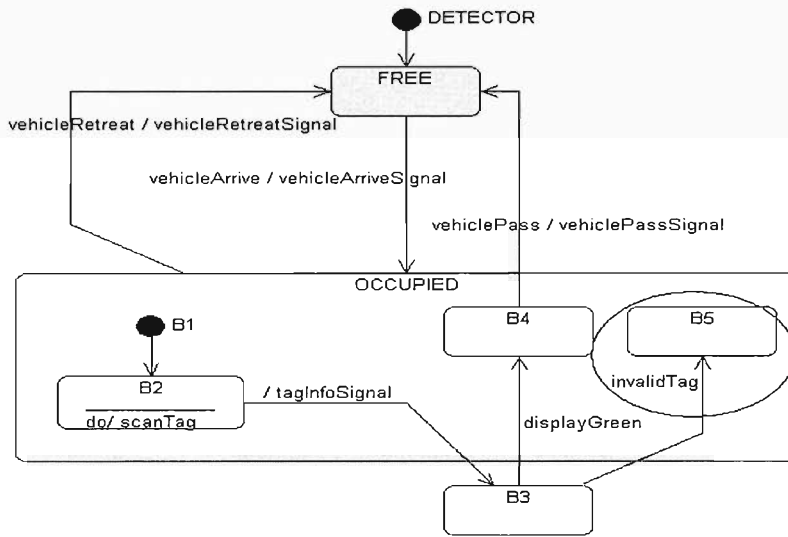 DETECTOR
FREE
vehicleRetreat / vehicleRetreatSignal
vehicleArrive / vehicleArriveSignal
vehiclePass / vehiclePassSignal
OCCUPIED
B1
B4
B5
B2
/ tagInfoSignal
invalidTag
do/ scanTag
displayGreen
B3